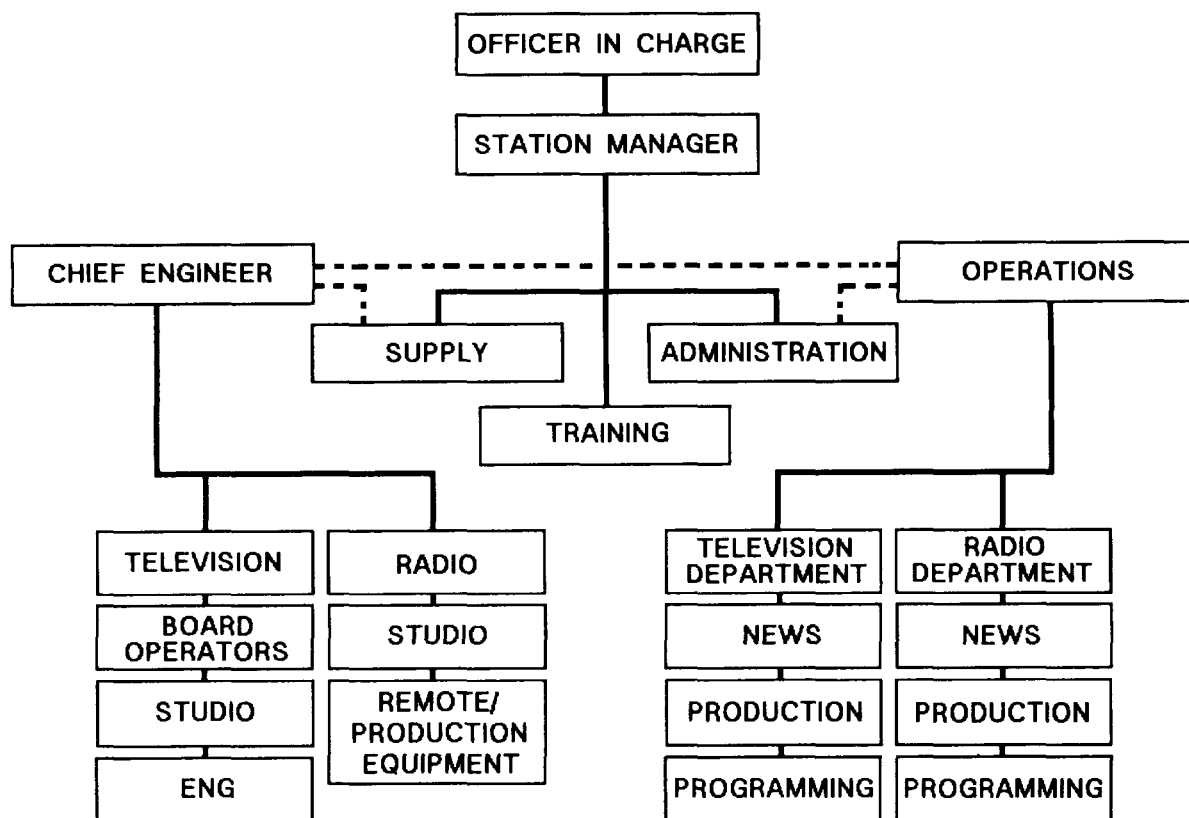 OFFICER IN CHARGE
STATION MANAGER
CHIEF ENGINEER
OPERATIONS
SUPPLY
ADMINISTRATION
TRAINING
TELEVISION
BOARD
OPERATORS
STUDIO
ENG
RADIO
STUDIO
REMOTE/
PRODUCTION
EQUIPMENT
TELEVISION
DEPARTMENT
NEWS
PRODUCTION
PROGRAMMING
RADIO
DEPARTMENT
NEWS
PRODUCTION
PROGRAMMING